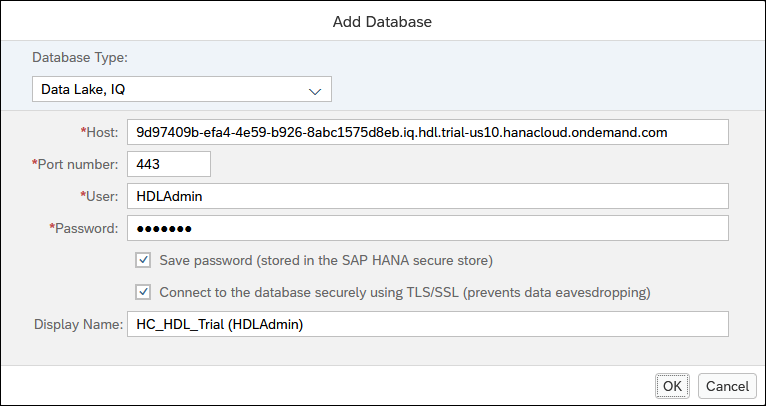 Add Database
Database Type:
Data Lake, IQ
*Host: 9d97409b-efa4-4e59-b926-8abc1575d8eb.iq.hdl.trial-us10.hanacloud.ondemand.com
*Port number: 443
*User: HDLAdmin
*Password: •••••••
Save password (stored in the SAP HANA secure store)
Connect to the database securely using TLS/SSL (prevents data eavesdropping)
Display Name: HC_HDL_Trial (HDLAdmin)
OK Cancel